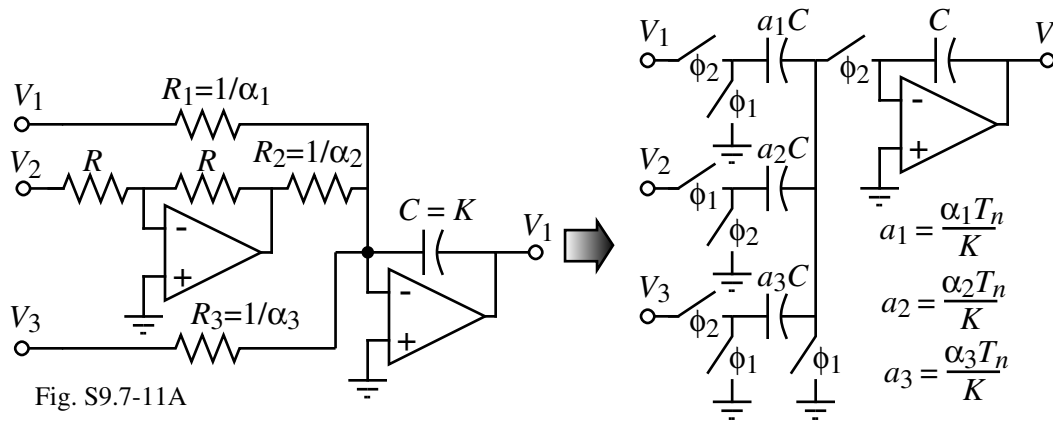 V₁
R₁=1/α₁
V₂
R
R
R₂=1/α₂
C = K
V₁
-
+
-
+
V₃
R₃=1/α₃
Fig. S9.7-11A
V₁
ϕ₂
a₁C
ϕ₂
C
V
ϕ₁
-
+
V₂
ϕ₁
a₂C
ϕ₂
V₃
ϕ₂
a₃C
ϕ₁
ϕ₁
a₁ = α₁Tₙ/K
a₂ = α₂Tₙ/K
a₃ = α₃Tₙ/K